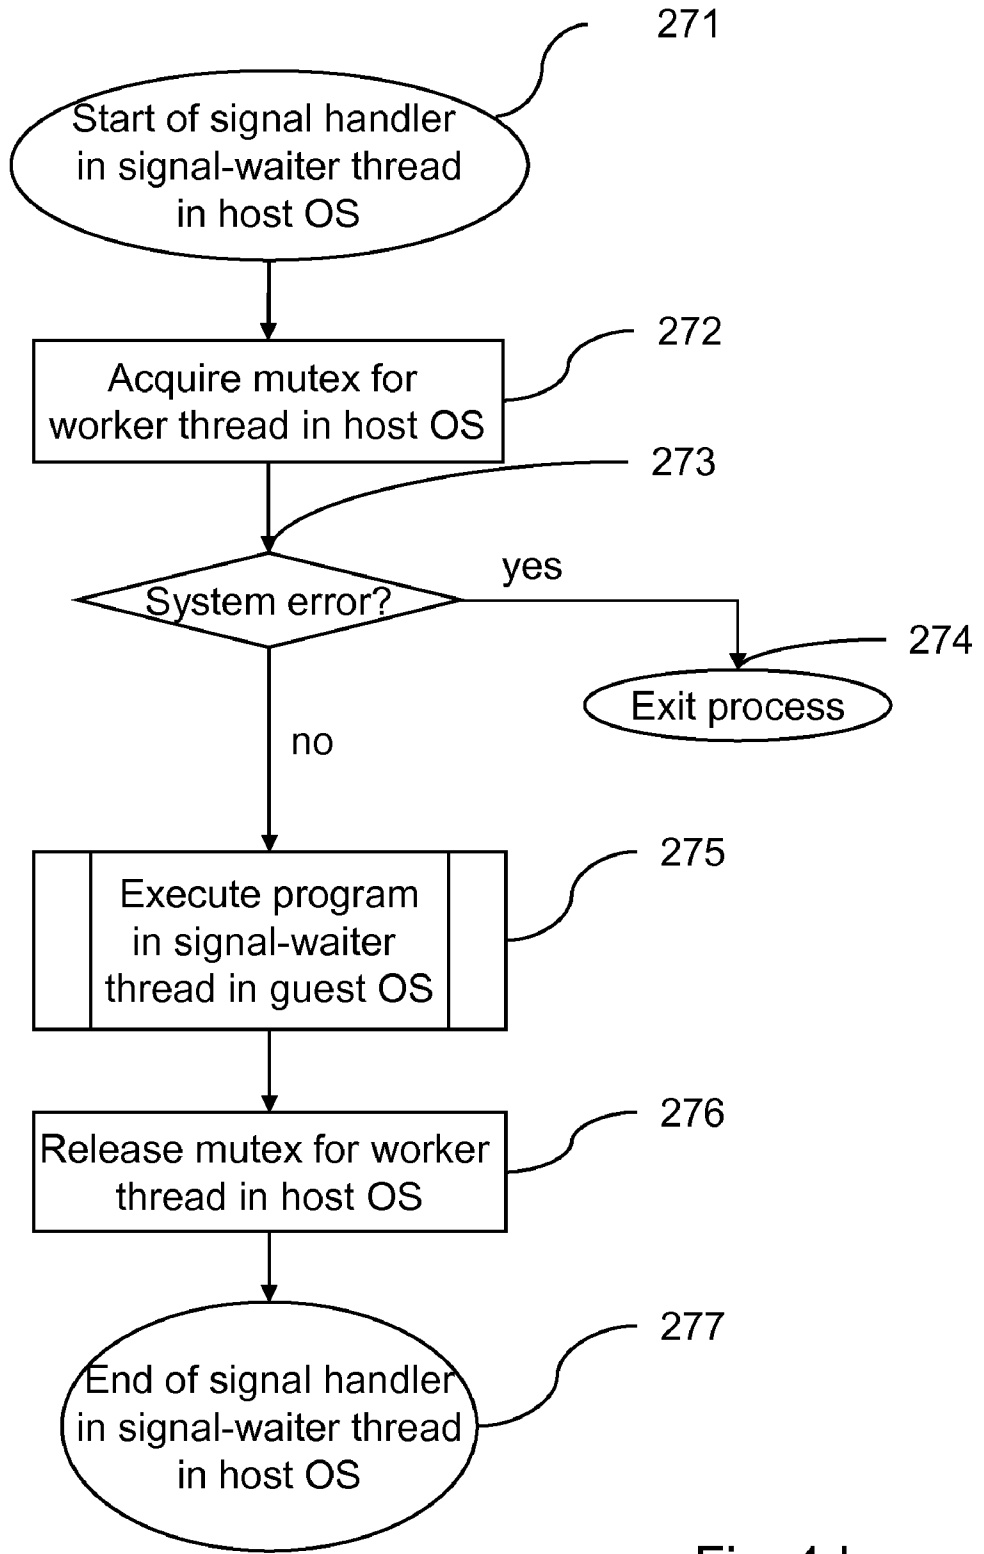 271
Start of signal handler
in signal-waiter thread
in host OS
272
Acquire mutex for
worker thread in host OS
273
System error?
yes
274
Exit process
no
275
Execute program
in signal-waiter
thread in guest OS
276
Release mutex for worker
thread in host OS
277
End of signal handler
in signal-waiter thread
in host OS